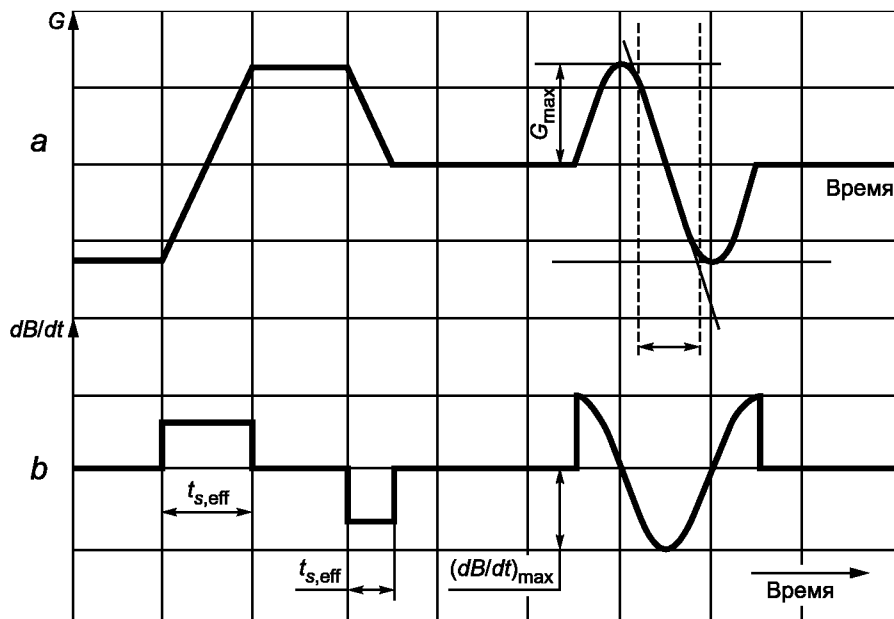 G
G_max
a
Время
dB/dt
b
t_s,eff
t_s,eff
(dB/dt)_max
Время